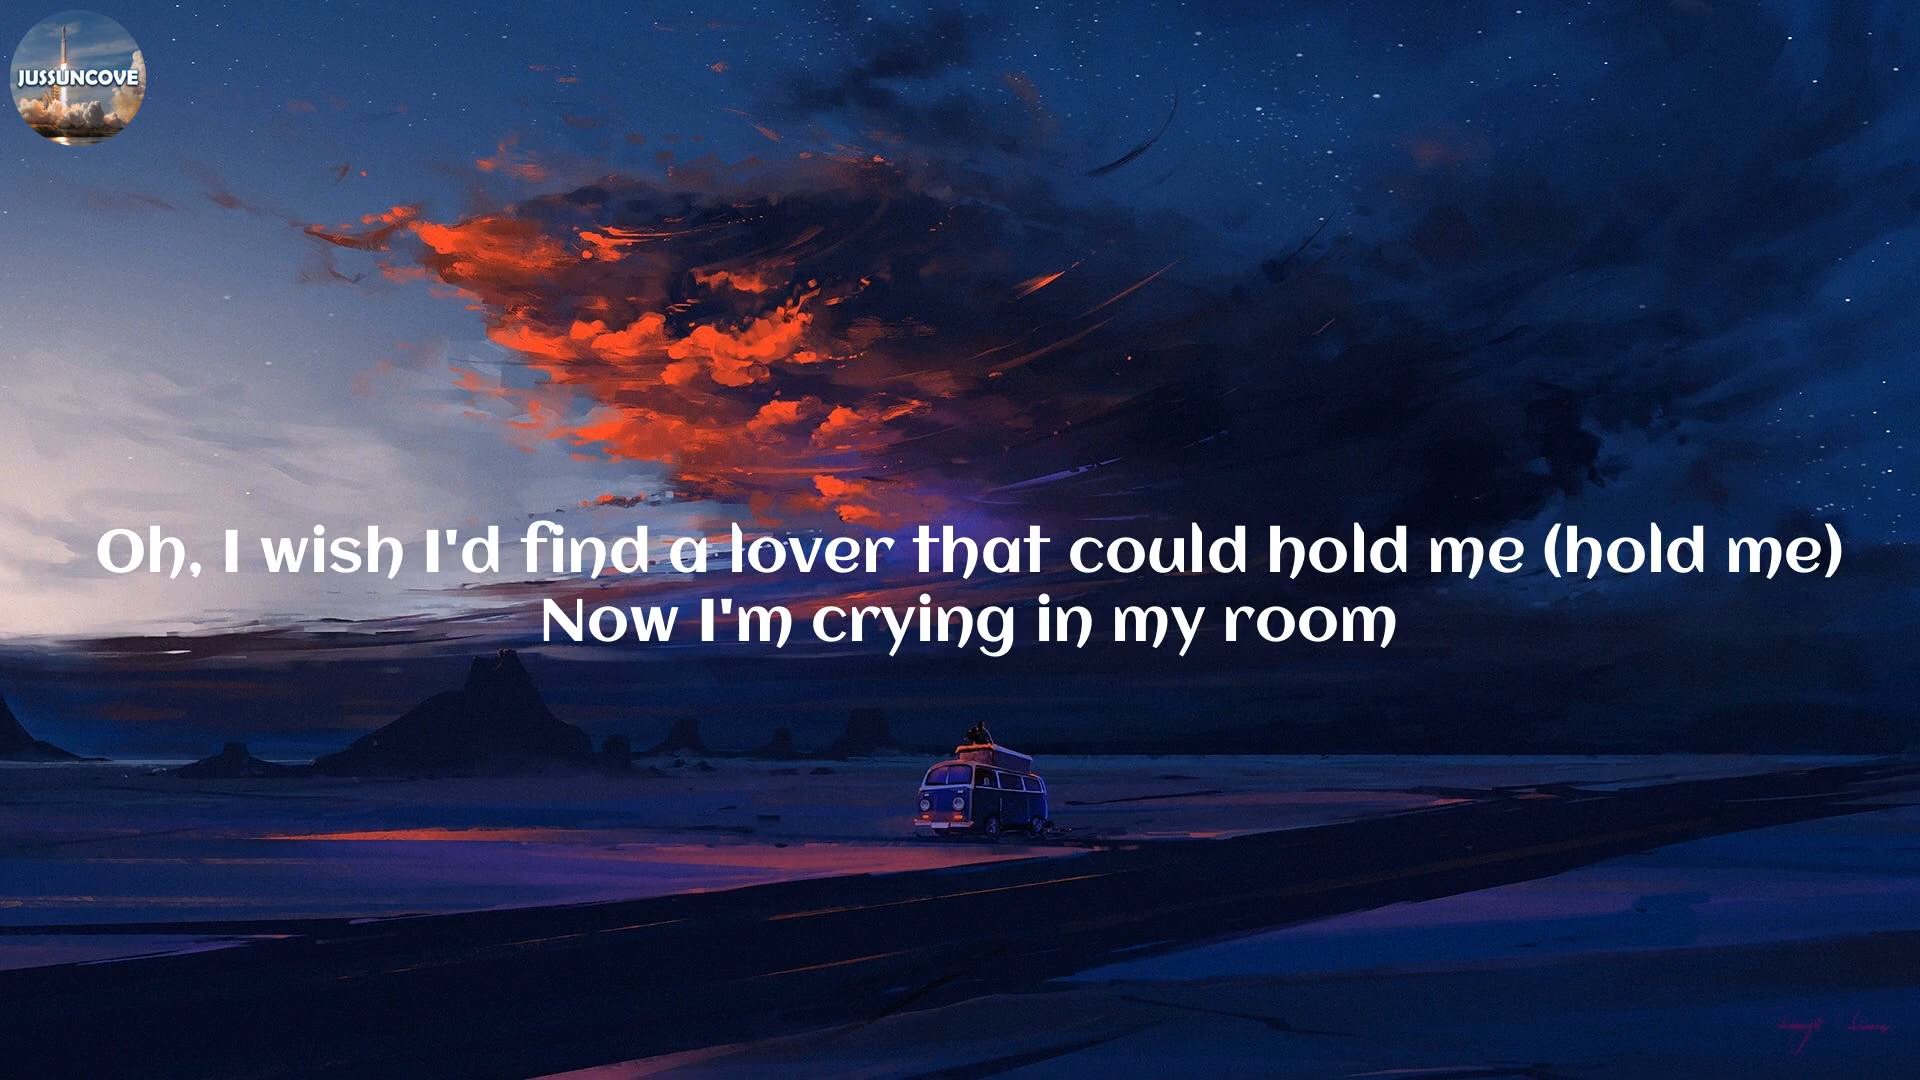 JUSSUNCOVE
Oh, I wish I'd find a lover that could hold me (hold me)
Now I'm crying in my room